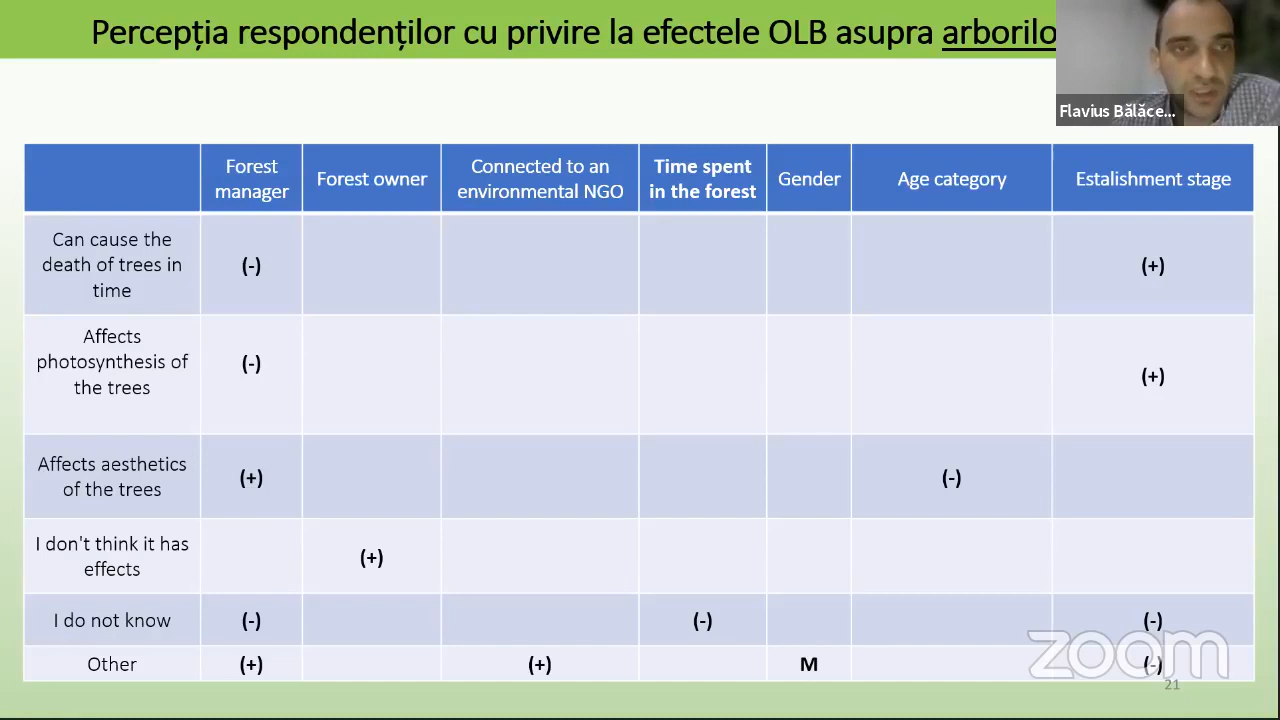 Percepția respondenților cu privire la efectele OLB asupra arborilo
Flavius Bălăce...
Forest
manager
Forest owner
Connected to an
environmental NGO
Time spent
in the forest
Gender
Age category
Estalishment stage
Can cause the
death of trees in
time
(-)
(+)
Affects
photosynthesis of
the trees
(-)
(+)
Affects aesthetics
of the trees
(+)
(-)
I don't think it has
effects
(+)
I do not know
(-)
(-)
(-)
Other
(+)
(+)
M
(-)
zoom
21